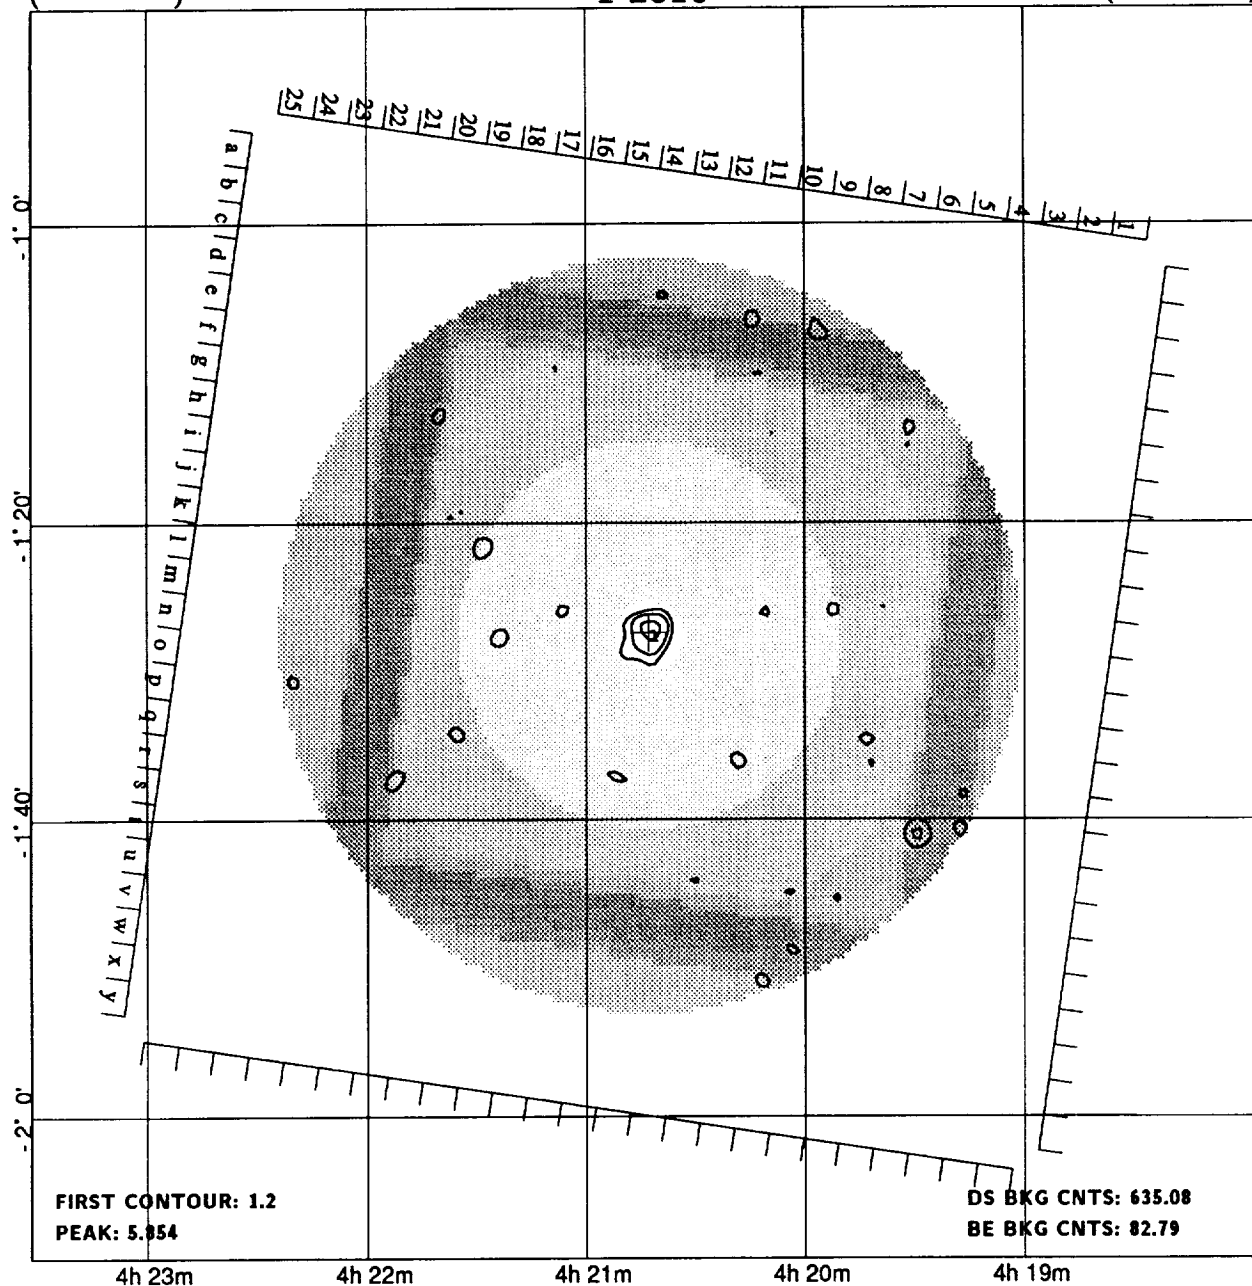 25 24 23 22 21 20 19 18 17 16 15 14 13 12 11 10 9 8 7 6 5 4 3 2 1
a b c d e f g h i j k l m n o p q r s t u v w x y
-1° 0'
-1° 20'
-1° 40'
-2° 0'
FIRST CONTOUR: 1.2
PEAK: 5.854
DS BKG CNTS: 635.08
BE BKG CNTS: 82.79
4h 23m 4h 22m 4h 21m 4h 20m 4h 19m